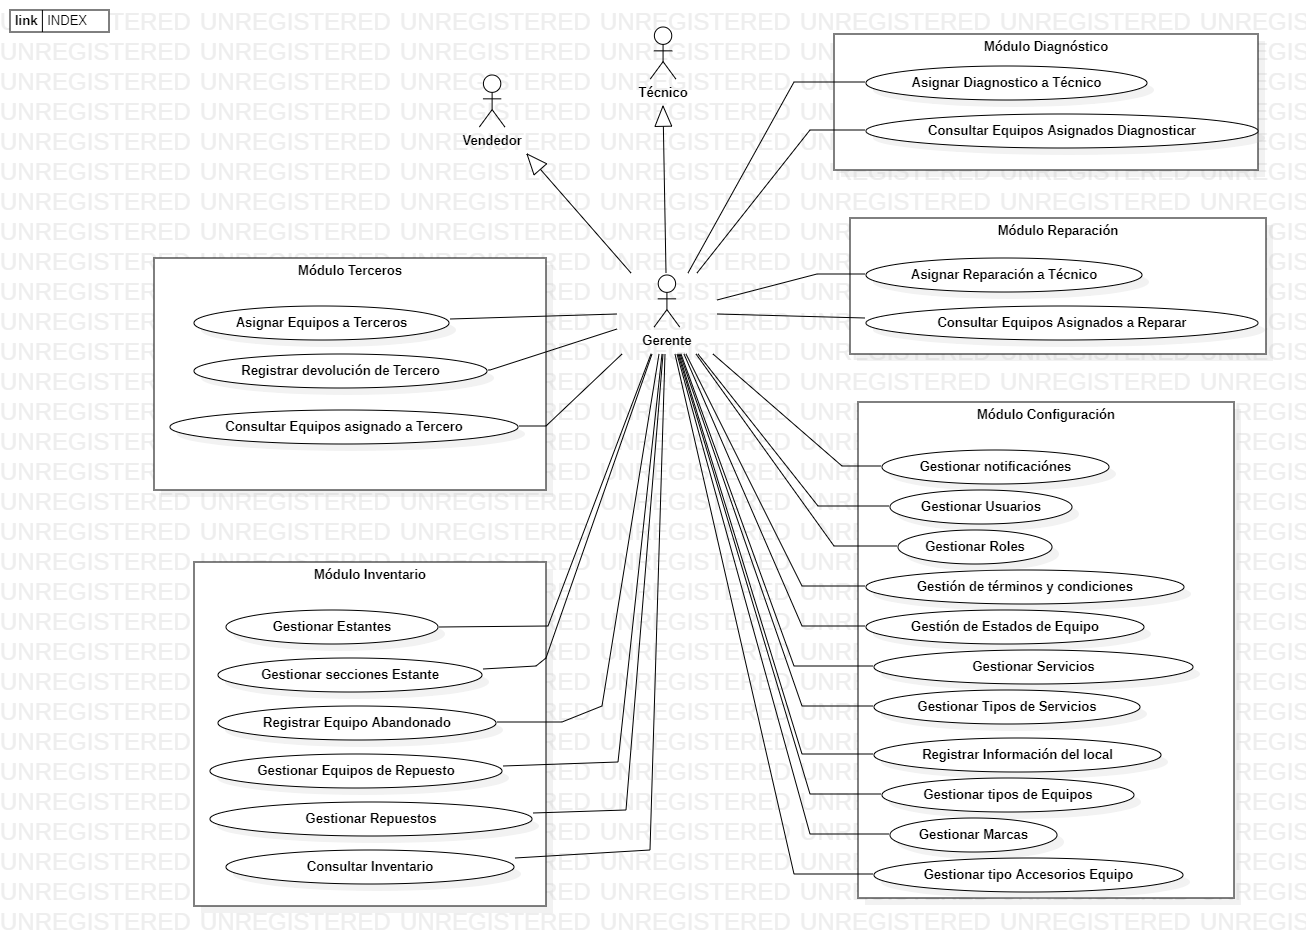 link INDEX
Técnico
Vendedor
Gerente
Módulo Diagnóstico
Asignar Diagnostico a Técnico
Consultar Equipos Asignados Diagnosticar
Módulo Reparación
Asignar Reparación a Técnico
Consultar Equipos Asignados a Reparar
Módulo Terceros
Asignar Equipos a Terceros
Registrar devolución de Tercero
Consultar Equipos asignado a Tercero
Módulo Configuración
Gestionar notificaciónes
Gestionar Usuarios
Gestionar Roles
Gestión de términos y condiciones
Gestión de Estados de Equipo
Gestionar Servicios
Gestionar Tipos de Servicios
Registrar Información del local
Gestionar tipos de Equipos
Gestionar Marcas
Gestionar tipo Accesorios Equipo
Módulo Inventario
Gestionar Estantes
Gestionar secciones Estante
Registrar Equipo Abandonado
Gestionar Equipos de Repuesto
Gestionar Repuestos
Consultar Inventario
UNREGISTERED